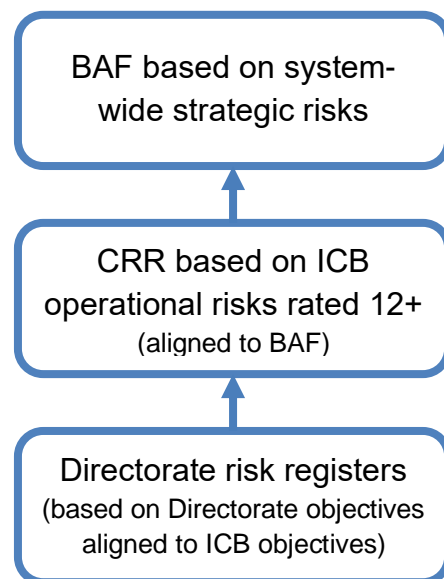 BAF based on system-
wide strategic risks
CRR based on ICB
operational risks rated 12+
(aligned to BAF)
Directorate risk registers
(based on Directorate objectives
aligned to ICB objectives)